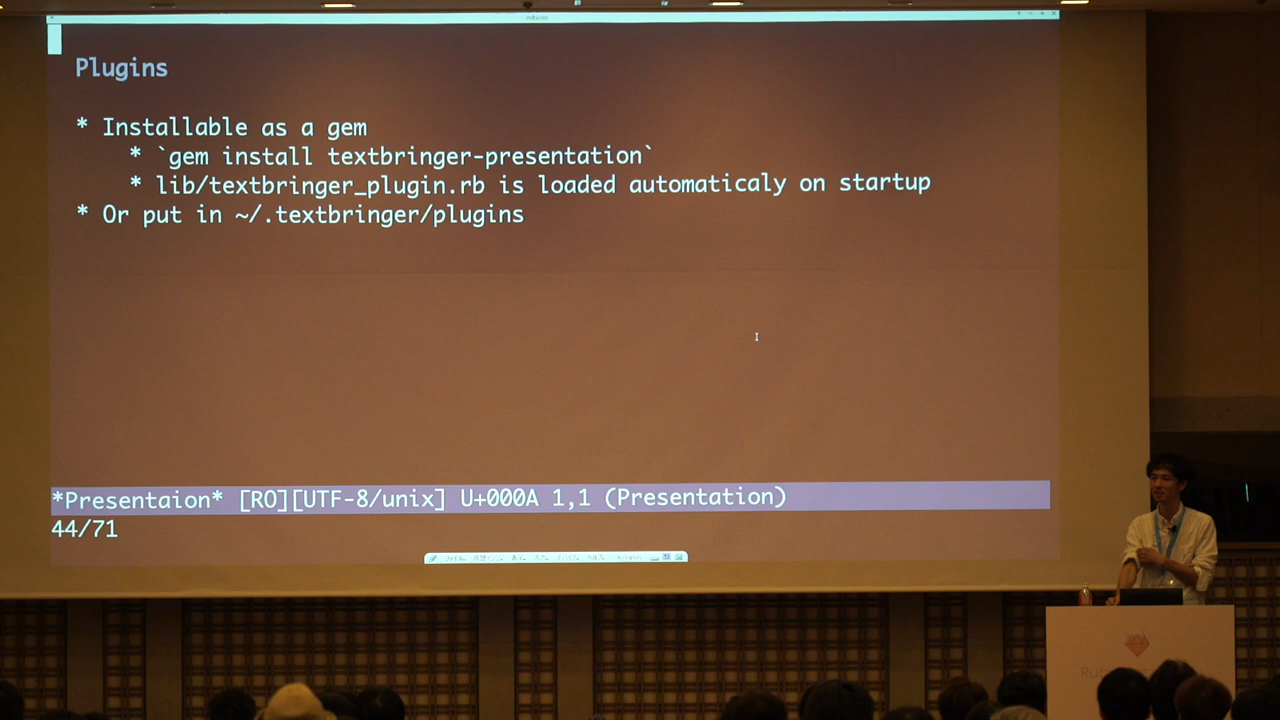 Plugins
* Installable as a gem
* `gem install textbringer-presentation`
* lib/textbringer_plugin.rb is loaded automaticaly on startup
* Or put in ~/.textbringer/plugins
*Presentaion* [RO][UTF-8/unix] U+000A 1,1 (Presentation)
44/71